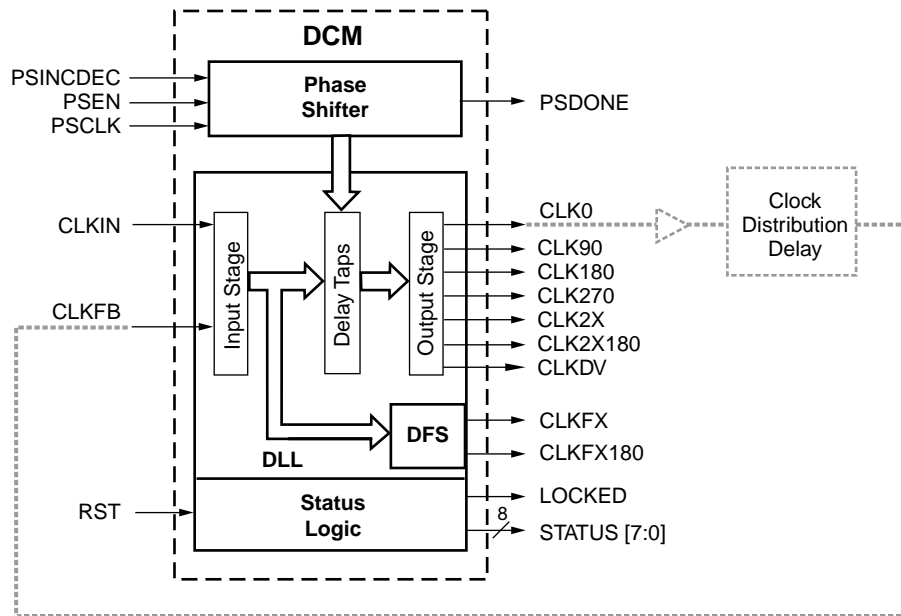 DCM
PSINCDEC
PSEN
PSCLK
Phase
Shifter
PSDONE
CLKIN
CLKFB
Input Stage
Delay Taps
Output Stage
CLK0
CLK90
CLK180
CLK270
CLK2X
CLK2X180
CLKDV
Clock
Distribution
Delay
DFS
CLKFX
CLKFX180
DLL
RST
Status
Logic
LOCKED
8
STATUS [7:0]